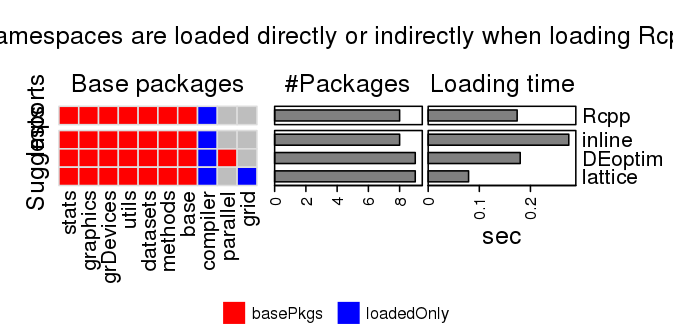 amespaces are loaded directly or indirectly when loading Rcp
Base packages
#Packages
Loading time
Imports
Suggests
Rcpp
inline
DEoptim
lattice
stats
graphics
grDevices
utils
datasets
methods
base
compiler
parallel
grid
0 2 4 6 8
0 0.1 0.2
sec
basePkgs
loadedOnly